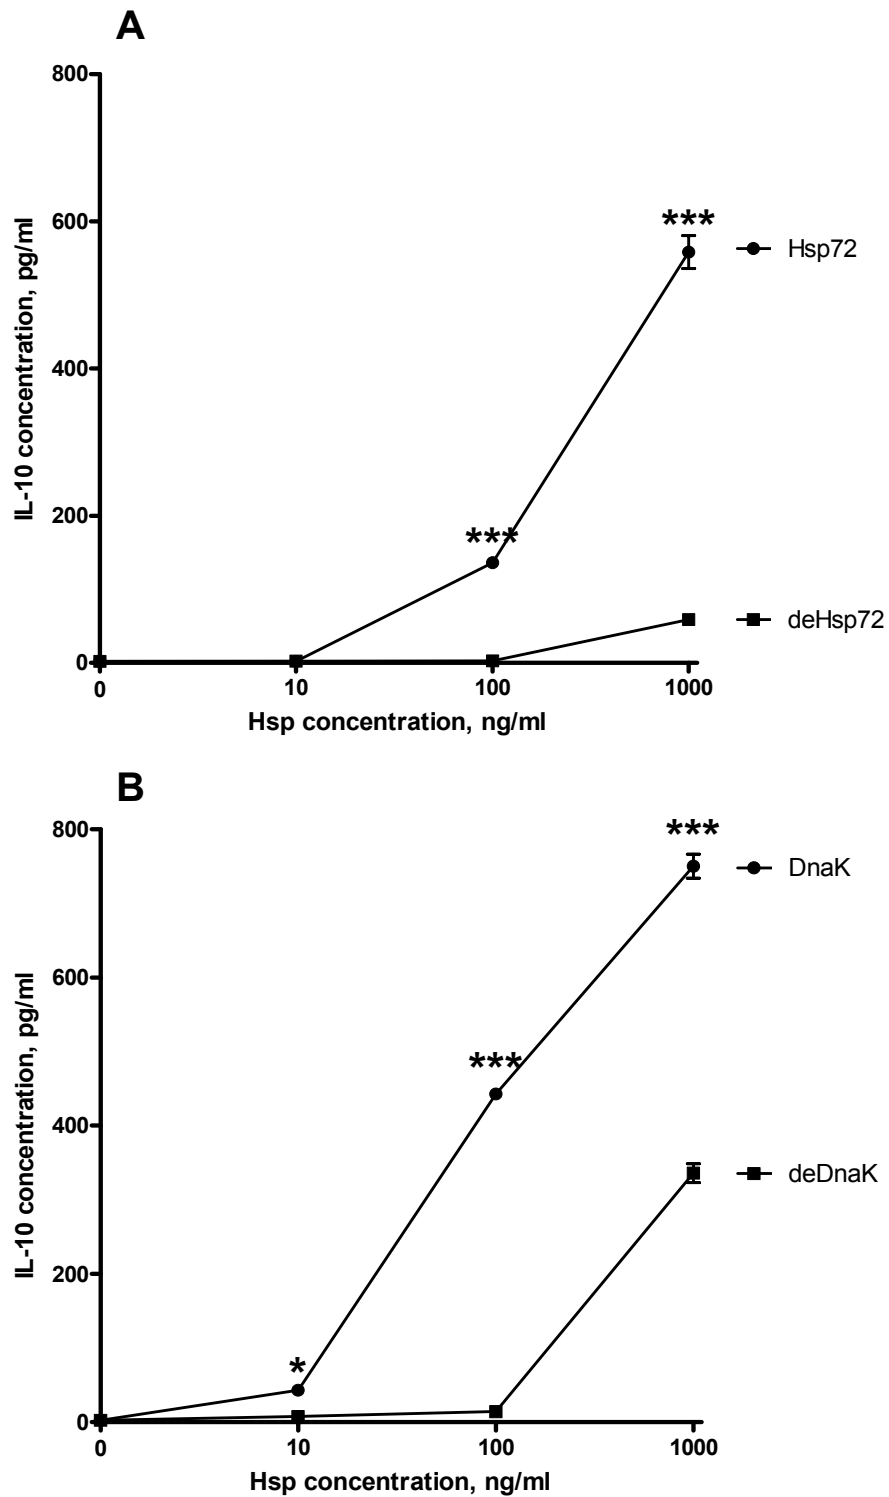 A
800
600
400
200
0
IL-10 concentration, pg/ml
***
***
Hsp72
deHsp72
0 10 100 1000
Hsp concentration, ng/ml
B
800
600
400
200
0
IL-10 concentration, pg/ml
*
***
***
DnaK
deDnaK
0 10 100 1000
Hsp concentration, ng/ml